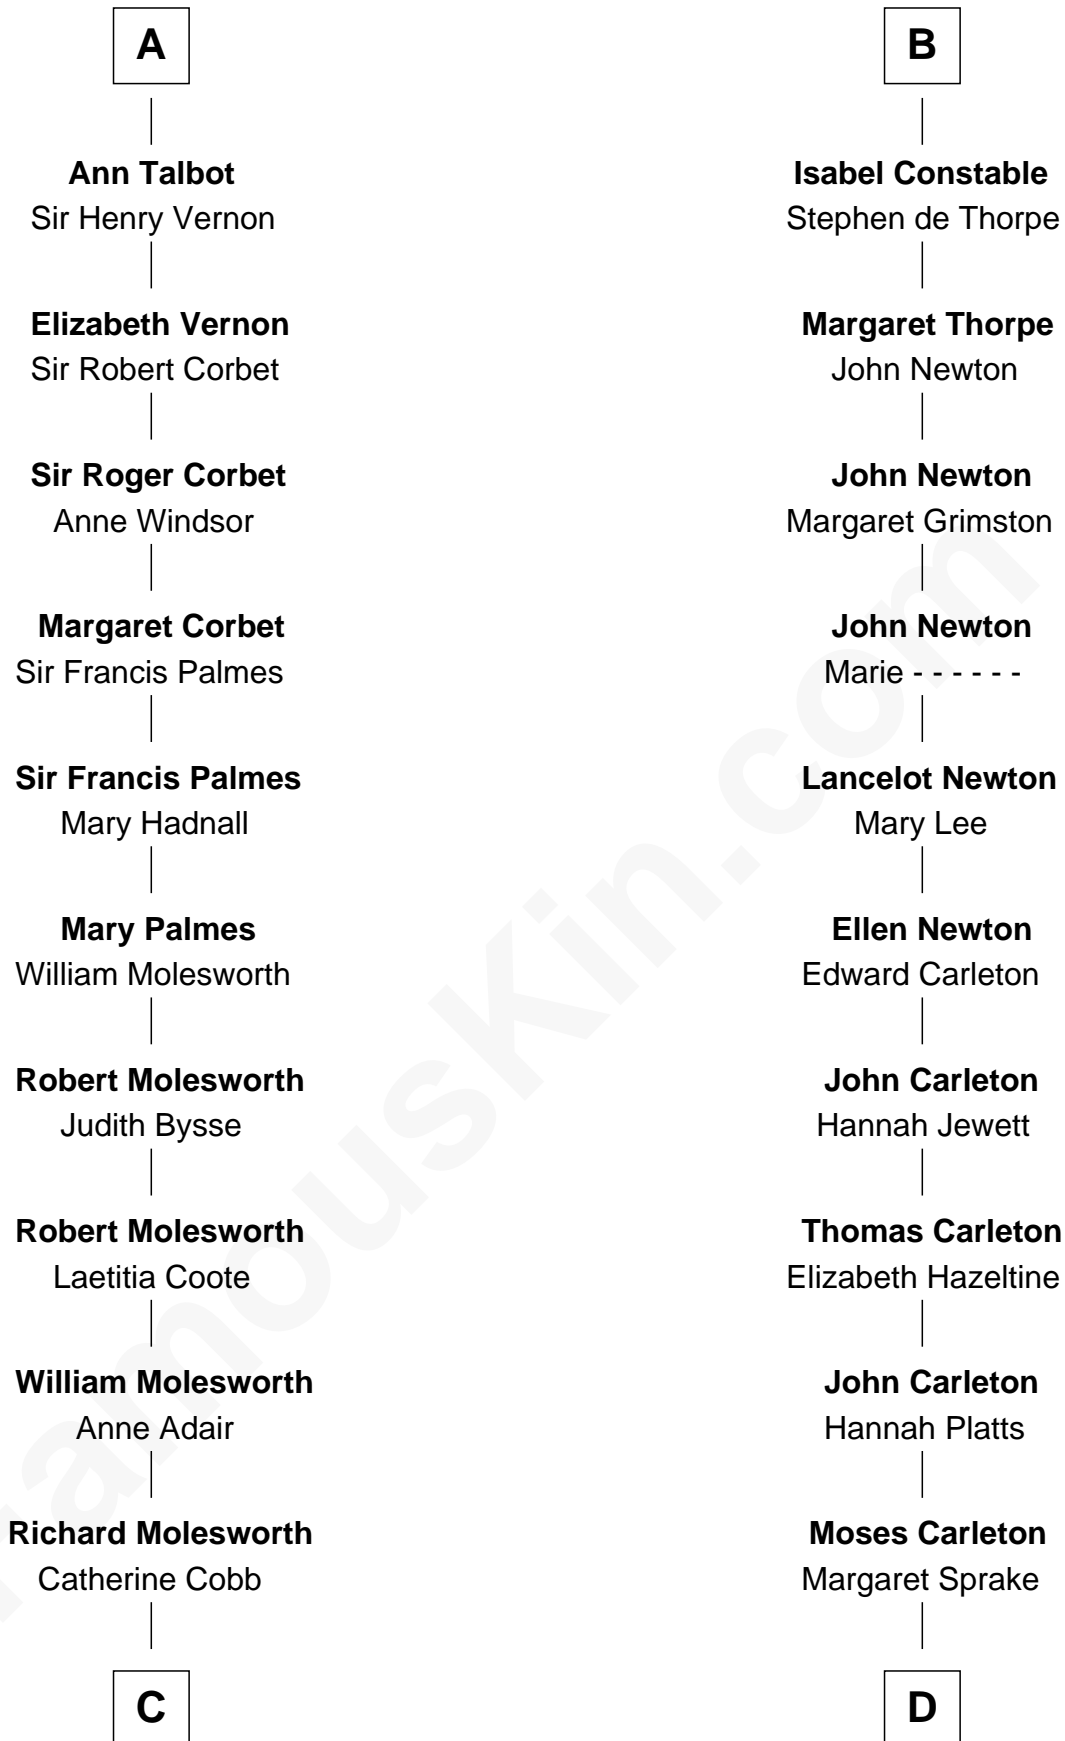 A
Ann Talbot
Sir Henry Vernon
Elizabeth Vernon
Sir Robert Corbet
Sir Roger Corbet
Anne Windsor
Margaret Corbet
Sir Francis Palmes
Sir Francis Palmes
Mary Hadnall
Mary Palmes
William Molesworth
Robert Molesworth
Judith Bysse
Robert Molesworth
Laetitia Coote
William Molesworth
Anne Adair
Richard Molesworth
Catherine Cobb
C
B
Isabel Constable
Stephen de Thorpe
Margaret Thorpe
John Newton
John Newton
Margaret Grimston
John Newton
Marie - - - - - -
Lancelot Newton
Mary Lee
Ellen Newton
Edward Carleton
John Carleton
Hannah Jewett
Thomas Carleton
Elizabeth Hazeltine
John Carleton
Hannah Platts
Moses Carleton
Margaret Sprake
D
FamousKin.com